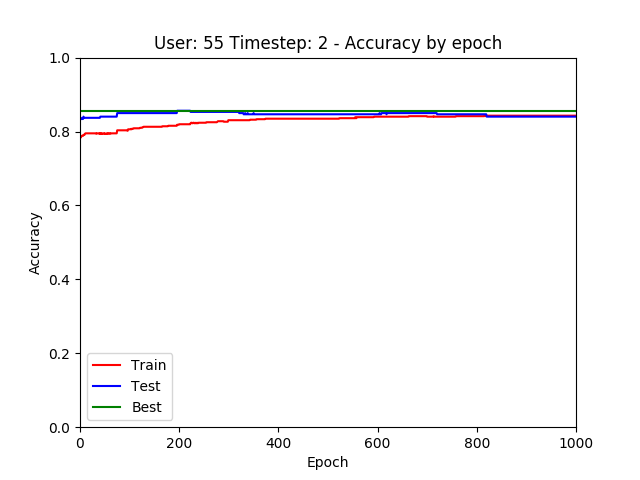 User: 55 Timestep: 2 - Accuracy by epoch
1.0
0.8
0.6
0.4
0.2
0.0
Accuracy
Train
Test
Best
0 200 400 600 800 1000
Epoch